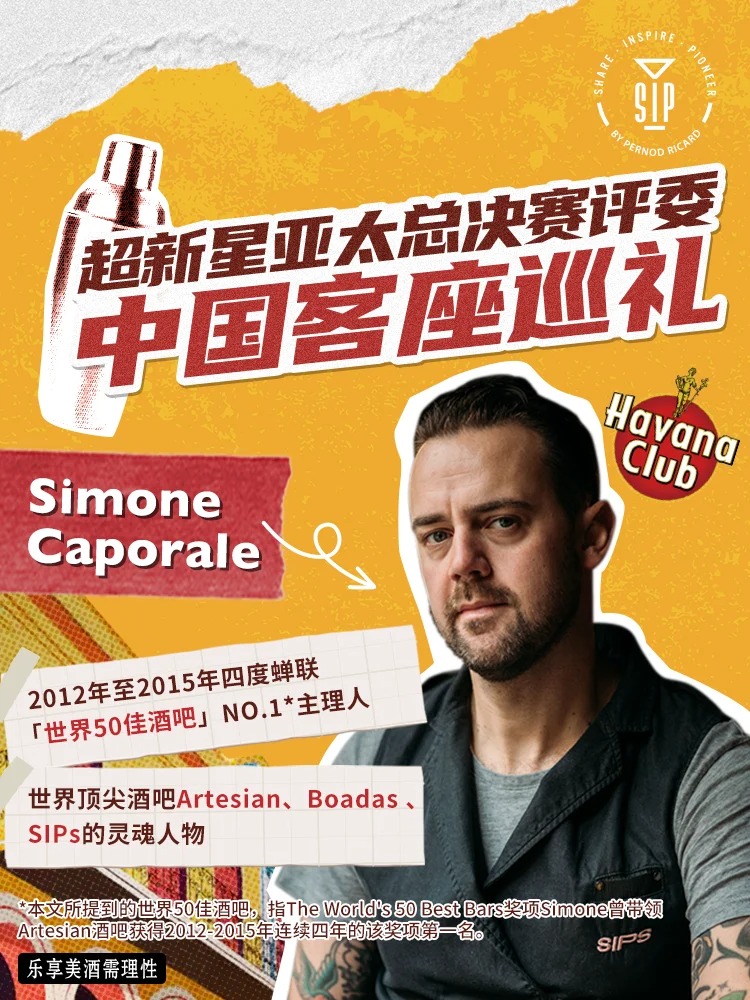 SHARE · INSPIRE · PIONEER
SIP
BY PERNOD RICARD
超新星亚太总决赛评委
中国客座巡礼
Havana
Club
Simone
Caporale
2012年至2015年四度蝉联
「世界50佳酒吧」NO.1*主理人
世界顶尖酒吧Artesian、Boadas、
SIPs的灵魂人物
SIPS
*本文所提到的世界50佳酒吧，指The World's 50 Best Bars奖项Simone曾带领
Artesian酒吧获得2012-2015年连续四年的该奖项第一名。
乐享美酒需理性